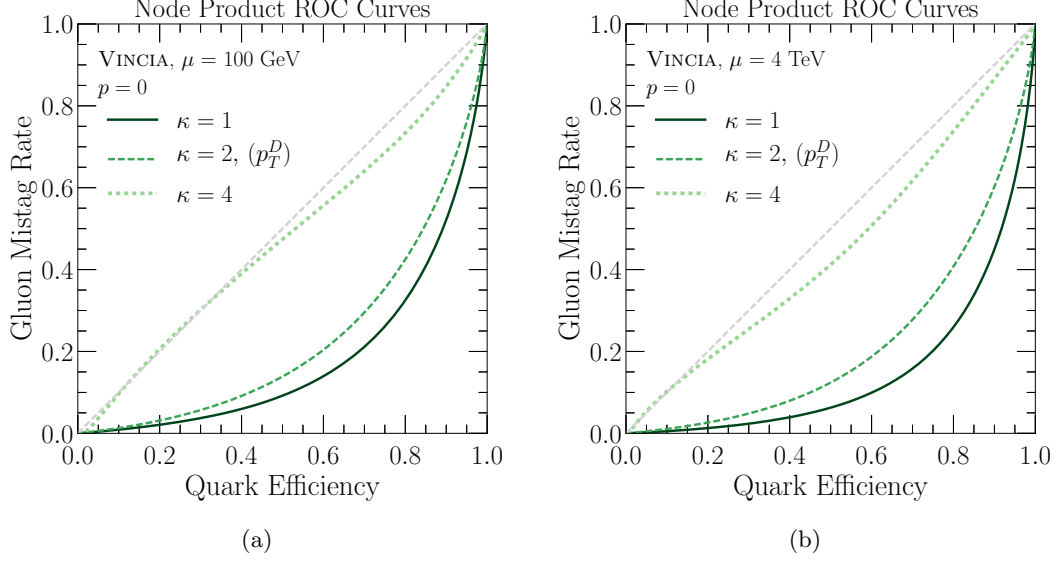 Node Product ROC Curves
VINCIA, μ = 100 GeV
p = 0
κ = 1
κ = 2, (p_T^D)
κ = 4
Gluon Mistag Rate
1.0
0.8
0.6
0.4
0.2
0.0
0.0 0.2 0.4 0.6 0.8 1.0
Quark Efficiency
(a)
Node Product ROC Curves
VINCIA, μ = 4 TeV
p = 0
κ = 1
κ = 2, (p_T^D)
κ = 4
Gluon Mistag Rate
1.0
0.8
0.6
0.4
0.2
0.0
0.0 0.2 0.4 0.6 0.8 1.0
Quark Efficiency
(b)